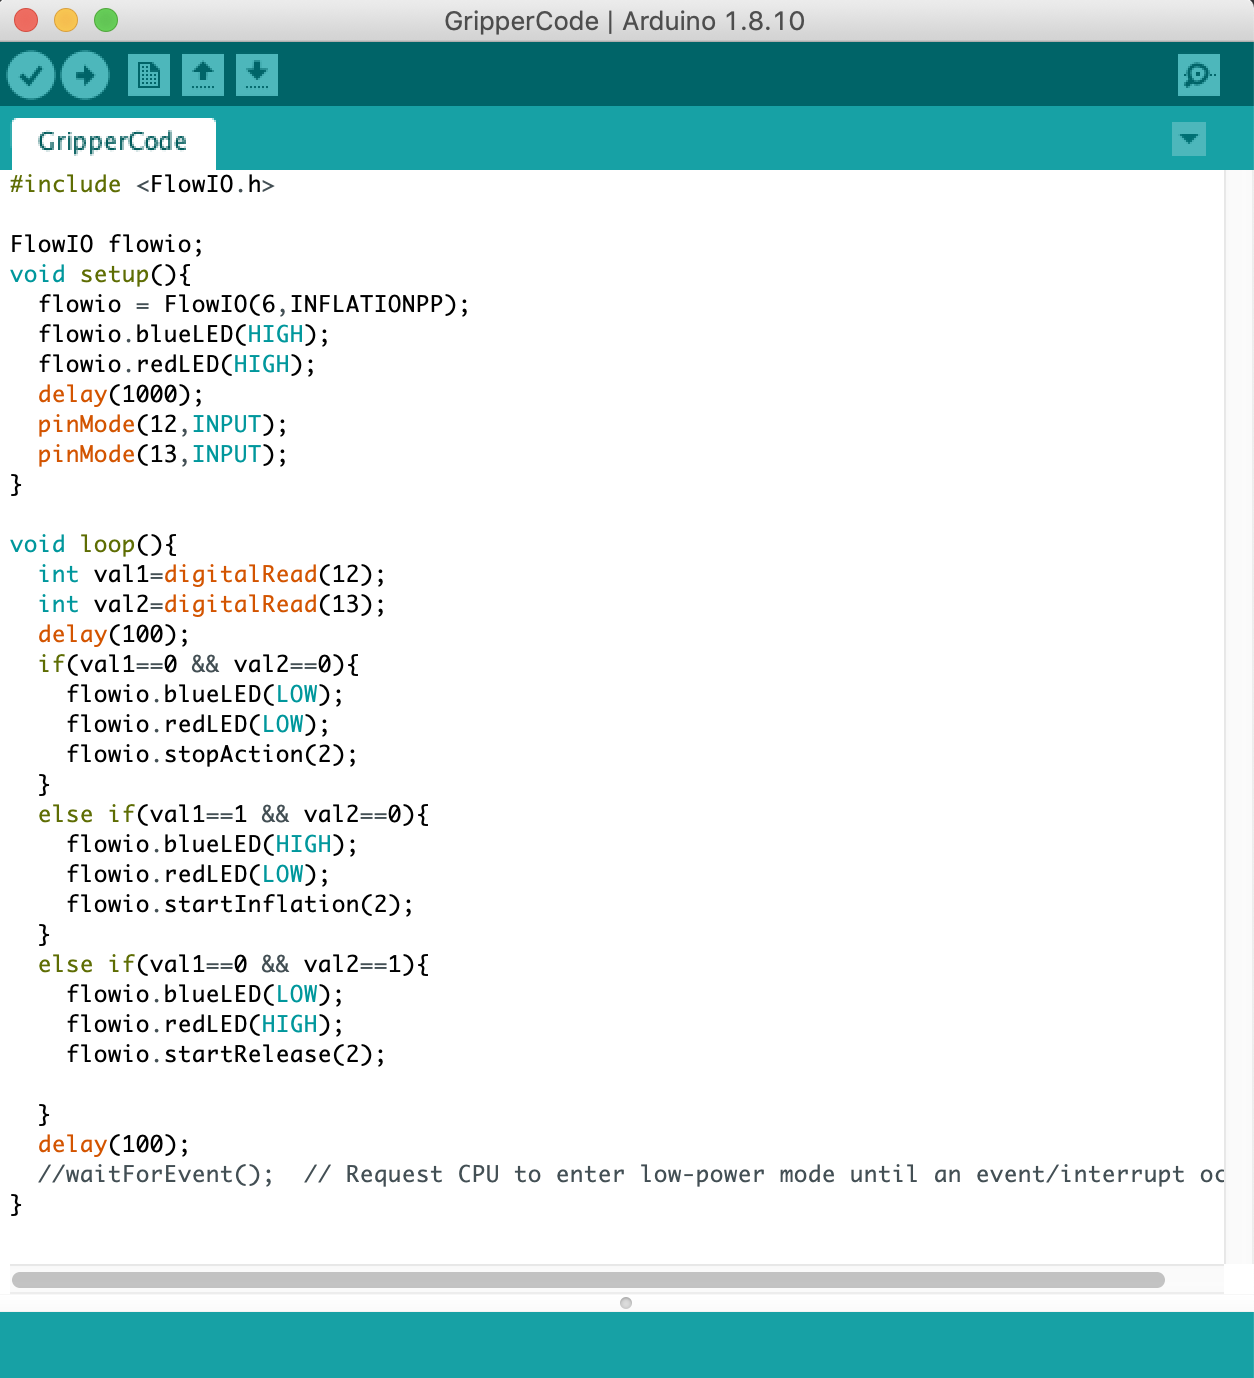 GripperCode | Arduino 1.8.10
GripperCode
#include <FlowIO.h>
FlowIO flowio;
void setup(){
flowio = FlowIO(6,INFLATIONPP);
flowio.blueLED(HIGH);
flowio.redLED(HIGH);
delay(1000);
pinMode(12,INPUT);
pinMode(13,INPUT);
}
void loop(){
int val1=digitalRead(12);
int val2=digitalRead(13);
delay(100);
if(val1==0 && val2==0){
flowio.blueLED(LOW);
flowio.redLED(LOW);
flowio.stopAction(2);
}
else if(val1==1 && val2==0){
flowio.blueLED(HIGH);
flowio.redLED(LOW);
flowio.startInflation(2);
}
else if(val1==0 && val2==1){
flowio.blueLED(LOW);
flowio.redLED(HIGH);
flowio.startRelease(2);
}
delay(100);
//waitForEvent();  // Request CPU to enter low-power mode until an event/interrupt oc
}